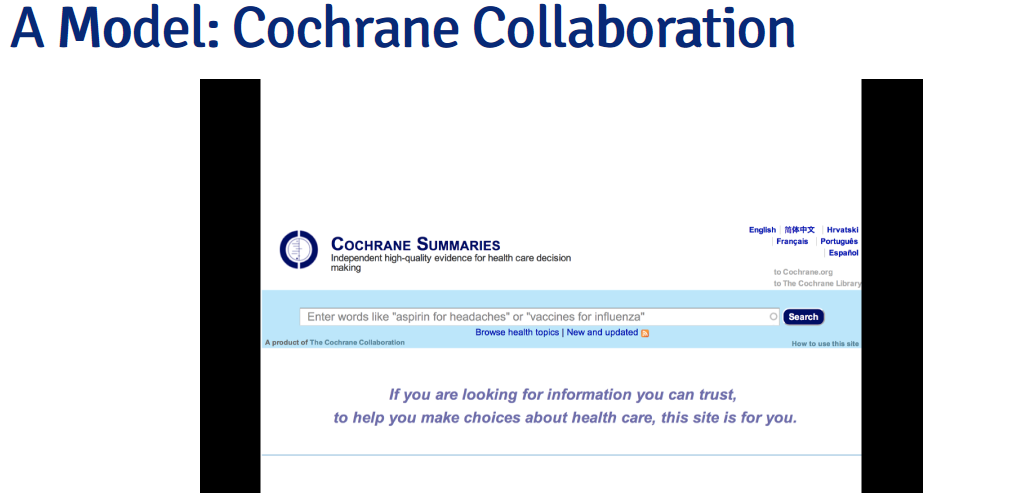 A Model: Cochrane Collaboration
COCHRANE SUMMARIES
Independent high-quality evidence for health care decision
making
English | 简体中文 | Hrvatski
| Français | Português
| Español
to Cochrane.org
to The Cochrane Library
Enter words like "aspirin for headaches" or "vaccines for influenza"
Search
Browse health topics | New and updated
A product of The Cochrane Collaboration
How to use this site
If you are looking for information you can trust,
to help you make choices about health care, this site is for you.